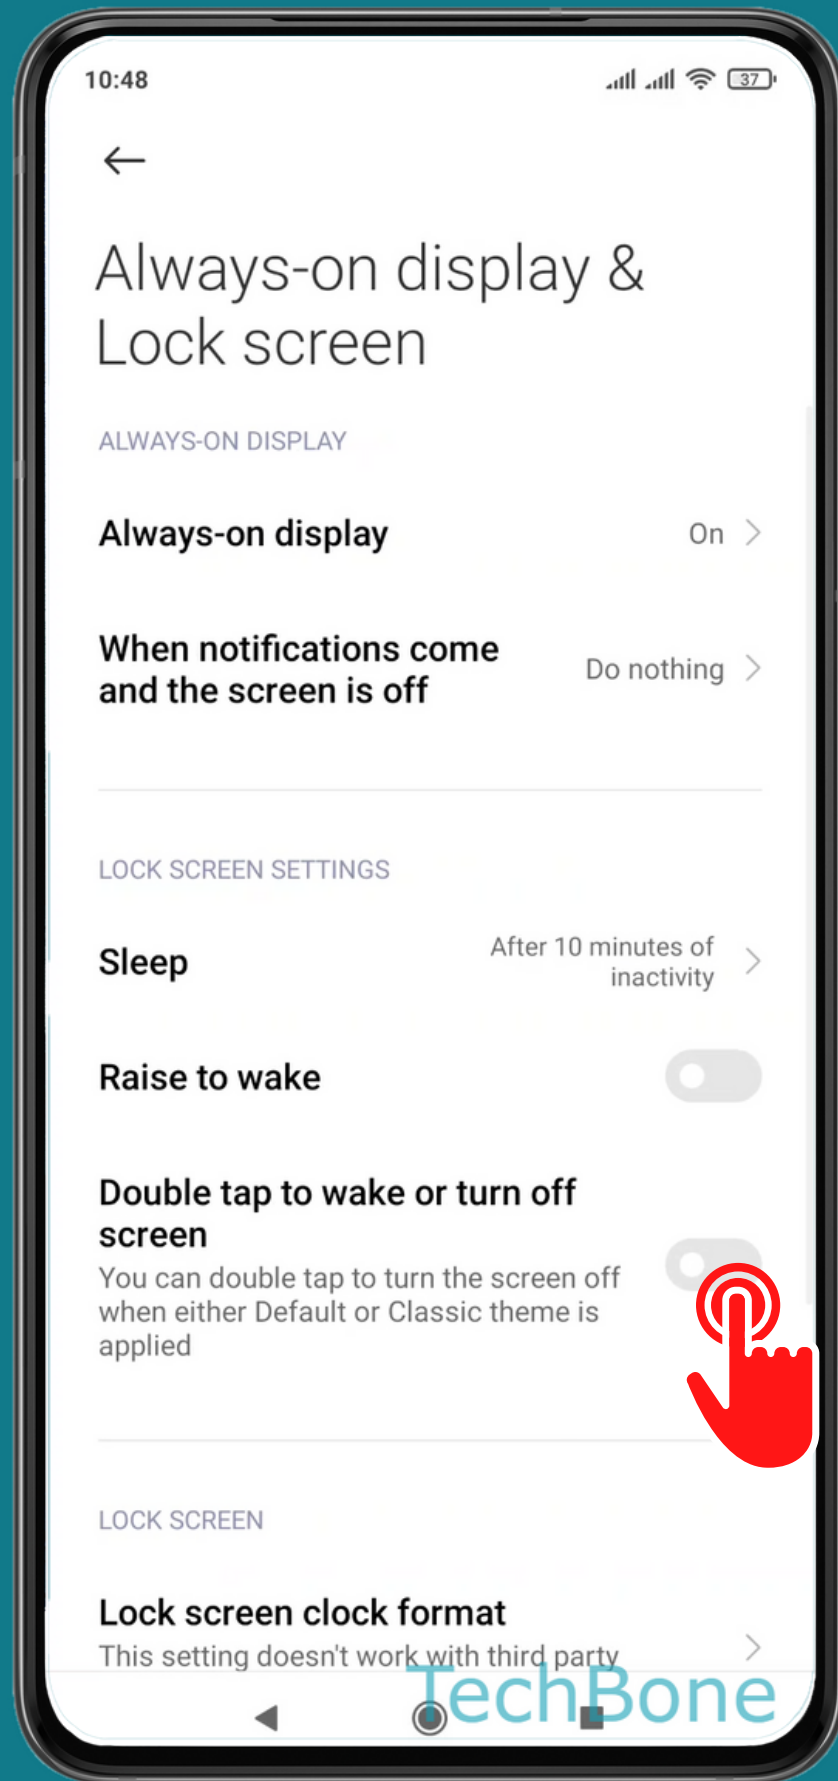 10:48
37
Always-on display &
Lock screen
ALWAYS-ON DISPLAY
Always-on display
On
When notifications come
and the screen is off
Do nothing
LOCK SCREEN SETTINGS
Sleep
After 10 minutes of
inactivity
Raise to wake
Double tap to wake or turn off
screen
You can double tap to turn the screen off
when either Default or Classic theme is
applied
LOCK SCREEN
Lock screen clock format
This setting doesn't work with third party
TechBone